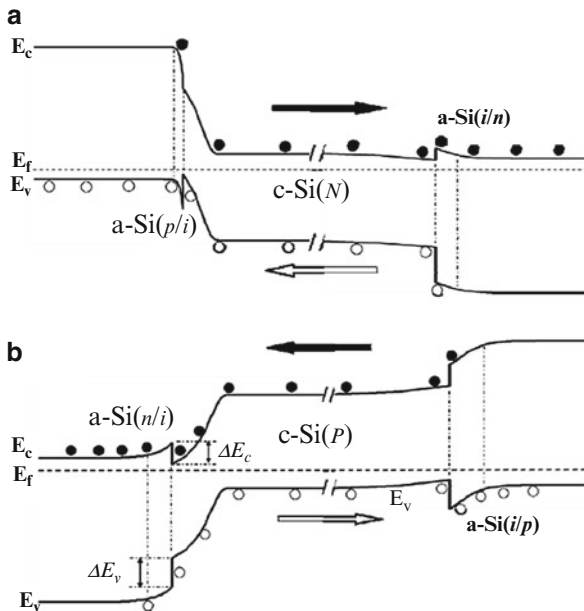 a
E_c
a-Si(i/n)
E_f
E_v
c-Si(N)
a-Si(p/i)
b
a-Si(n/i)
c-Si(P)
E_c
ΔE_c
E_f
E_v
a-Si(i/p)
ΔE_v
E_v